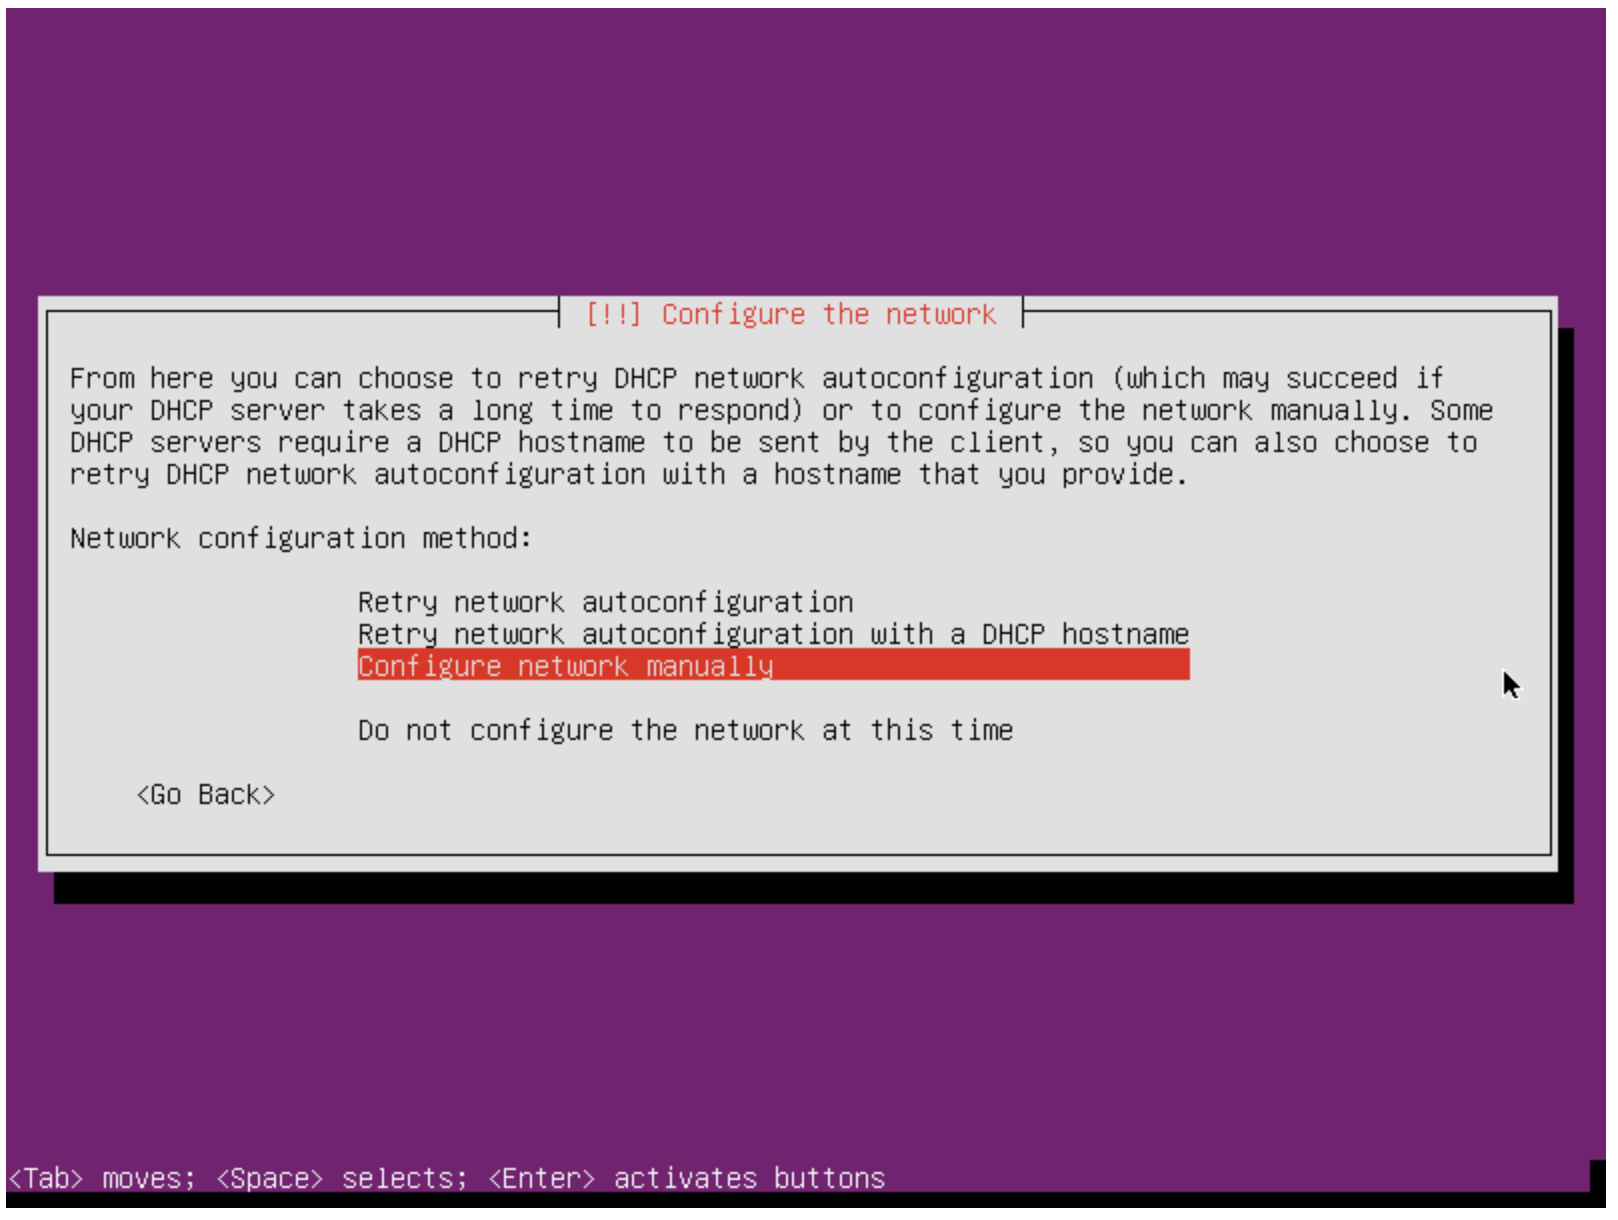 [!!] Configure the network
From here you can choose to retry DHCP network autoconfiguration (which may succeed if
your DHCP server takes a long time to respond) or to configure the network manually. Some
DHCP servers require a DHCP hostname to be sent by the client, so you can also choose to
retry DHCP network autoconfiguration with a hostname that you provide.
Network configuration method:
Retry network autoconfiguration
Retry network autoconfiguration with a DHCP hostname
Configure network manually
Do not configure the network at this time
<Go Back>
<Tab> moves; <Space> selects; <Enter> activates buttons